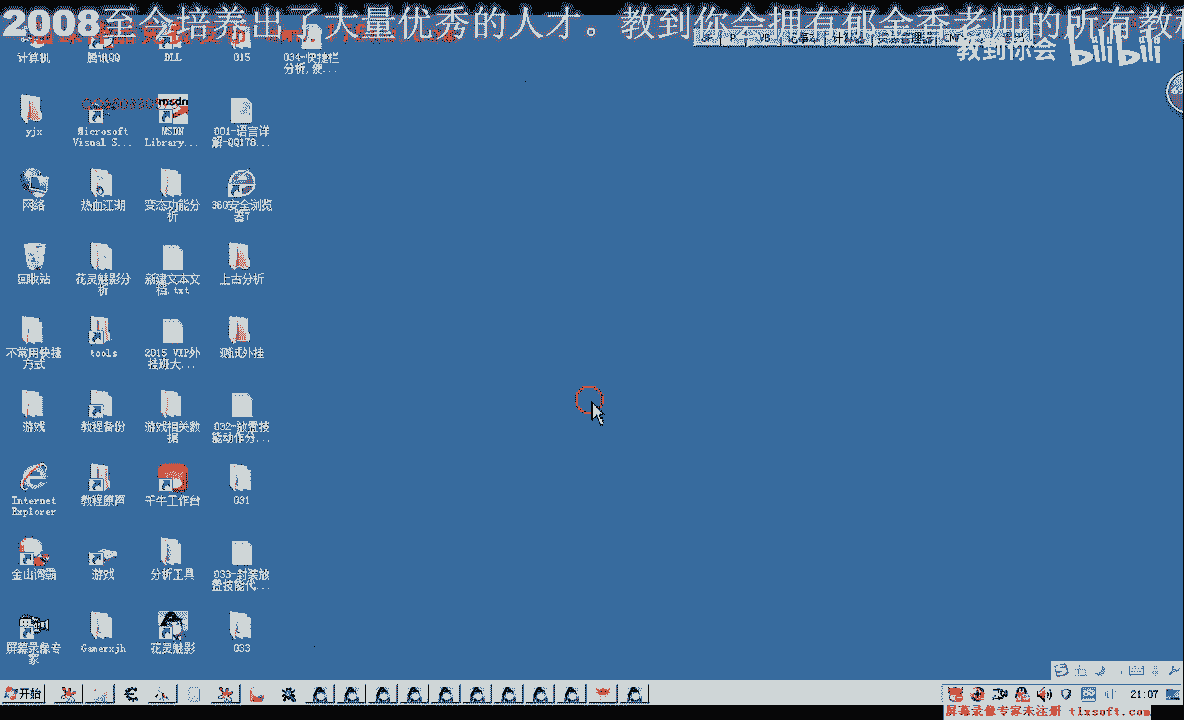 2008至今培养出了大量优秀的人才。教到你会拥有郁金香老师的所有教程
教到你会 bilibili
计算机
腾讯QQ
DLL
015
034-快捷栏
分析,使...
yjx
Microsoft
Visual S...
MSDN
Library...
001-语言详
解-QQ178...
网络
热血江湖
变态功能分
析
360安全浏览
器7
回收站
花灵魅影分
析
新建文本文
档.txt
上古分析
不常用快捷
方式
tools
2015 VIP外
挂班大...
测试外挂
游戏
教程备份
游戏相关数
据
032-放置技
能动作分...
Internet
Explorer
教程原声
千牛工作台
031
金山词霸
游戏
分析工具
033-封装放
置技能代...
屏幕录像专
家
Gamerxjh
花灵魅影
033
开始
21:07
屏幕录像专家未注册 tlxsoft.com